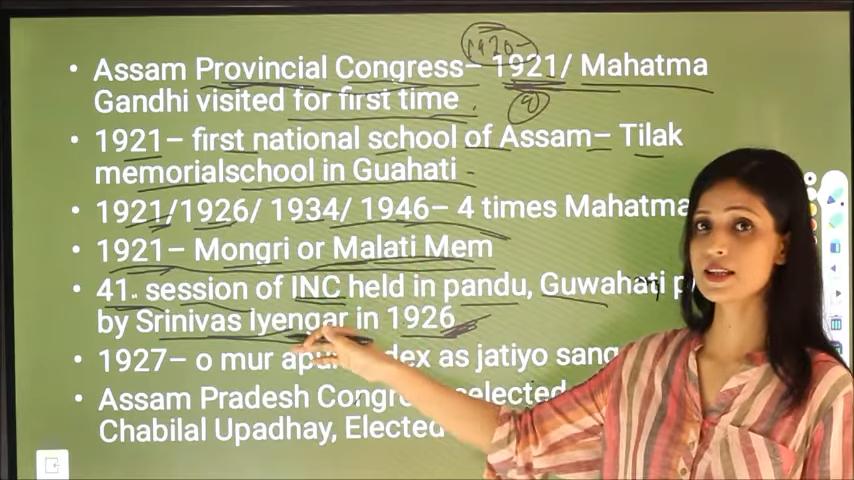 1920-
• Assam Provincial Congress– 1921/ Mahatma
Gandhi visited for first time
• 1921– first national school of Assam– Tilak
memorialschool in Guahati
• 1921/1926/ 1934/ 1946– 4 times Mahatma
• 1921– Mongri or Malati Mem
• 41. session of INC held in pandu, Guwahati
by Srinivas Iyengar in 1926
• 1927– o mur as jatiyo
• Assam Pradesh selected
Chabilal Upadhay, Elected